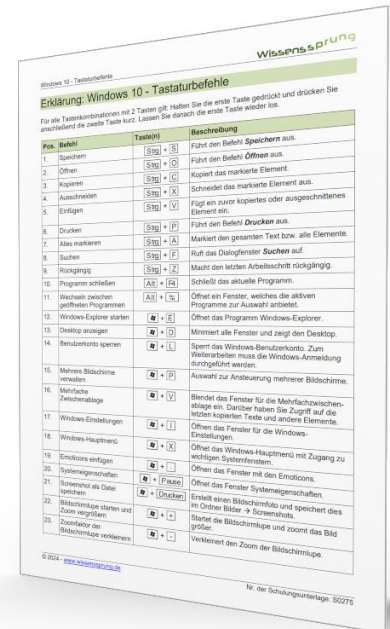 Wissenssprung
Windows 10 - Tastaturbefehle
Erklärung: Windows 10 - Tastaturbefehle
Für alle Tastenkombinationen mit 2 Tasten gilt: Halten Sie die erste Taste gedrückt und drücken Sie
anschließend die zweite Taste kurz. Lassen Sie danach die erste Taste wieder los.
Pos. Befehl Taste(n) Beschreibung
1. Speichern Strg + S Führt den Befehl Speichern aus.
2. Öffnen Strg + O Führt den Befehl Öffnen aus.
3. Kopieren Strg + C Kopiert das markierte Element.
4. Ausschneiden Strg + X Schneidet das markierte Element aus.
5. Einfügen Strg + V Fügt ein zuvor kopiertes oder ausgeschnittenes
Element ein.
6. Drucken Strg + P Führt den Befehl Drucken aus.
7. Alles markieren Strg + A Markiert den gesamten Text bzw. alle Elemente.
8. Suchen Strg + F Ruft das Dialogfenster Suchen auf.
9. Rückgängig Strg + Z Macht den letzten Arbeitsschritt rückgängig.
10. Programm schließen Alt + F4 Schließt das aktuelle Programm.
11. Wechseln zwischen Alt + ↹ Öffnet ein Fenster, welches die aktiven
geöffneten Programmen Programme zur Auswahl anbietet.
12. Windows-Explorer starten + E Öffnet das Programm Windows-Explorer.
13. Desktop anzeigen + D Minimiert alle Fenster und zeigt den Desktop.
14. Benutzerkonto sperren + L Sperrt das Windows-Benutzerkonto. Zum
Weiterarbeiten muss die Windows-Anmeldung
durchgeführt werden.
15. Mehrere Bildschirme + P Auswahl zur Ansteuerung mehrerer Bildschirme.
verwalten
16. Mehrfache + V Blendet das Fenster für die Mehrfachzwischen-
Zwischenablage ablage ein. Darüber haben Sie Zugriff auf die
letzten kopierten Texte und andere Elemente.
17. Windows-Einstellungen + I Öffnet das Fenster für die Windows-
Einstellungen.
18. Windows-Hauptmenü + X Öffnet das Windows-Hauptmenü mit Zugang zu
wichtigen Systemfenstern.
19. Emoticons einfügen + . Öffnet das Fenster mit den Emoticons.
20. Systemeigenschaften + Pause Öffnet das Fenster Systemeigenschaften.
21. Screenshot als Datei + Drucken Erstellt einen Bildschirmfoto und speichert dies
speichern im Ordner Bilder → Screenshots.
22. Bildschirmlupe starten und + + Startet die Bildschirmlupe und zoomt das Bild
Zoom vergrößern größer.
23. Zoomfaktor der + - Verkleinert den Zoom der Bildschirmlupe.
Bildschirmlupe verkleinern
© 2024 - www.wissenssprung.de
Nr. der Schulungsunterlage: S0275